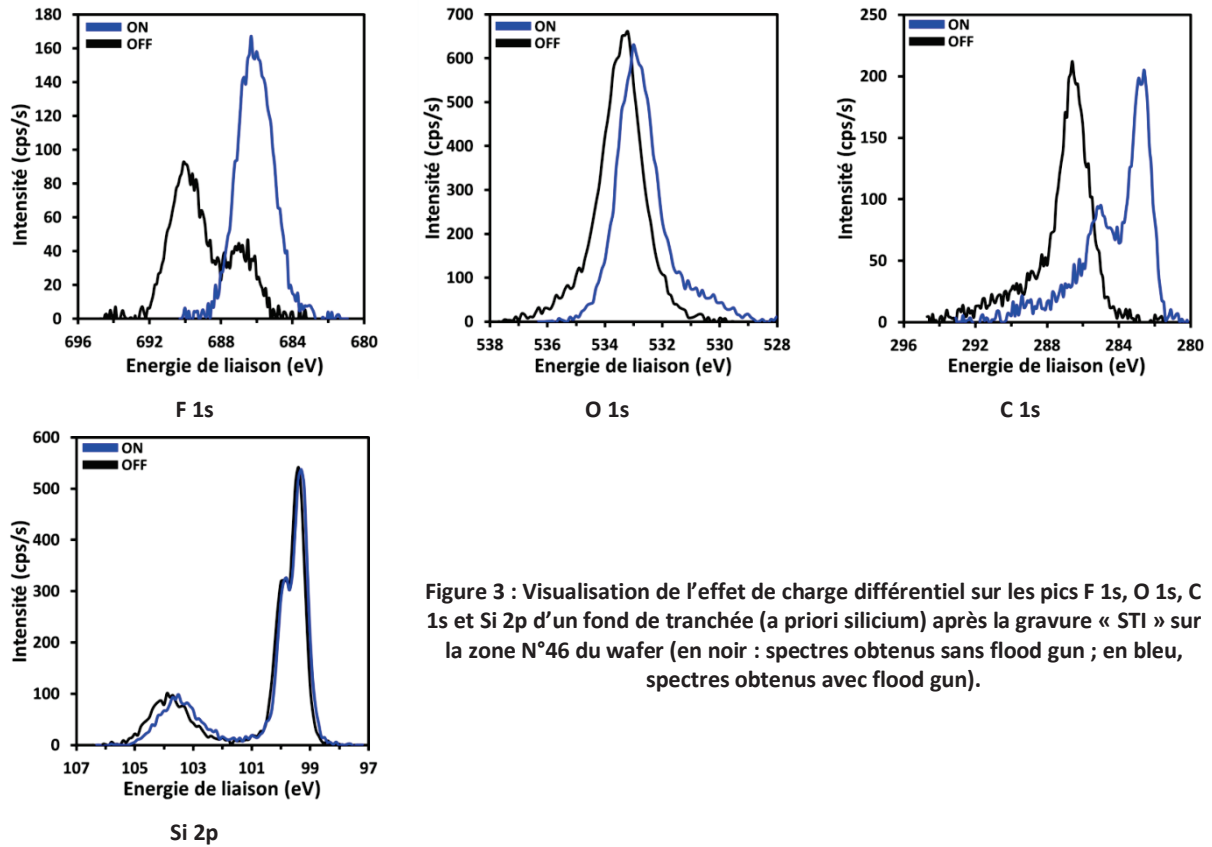 ON
OFF
180
160
140
120
100
80
60
40
20
0
Intensité (cps/s)
696 692 688 684 680
Energie de liaison (eV)
F 1s
ON
OFF
700
600
500
400
300
200
100
0
Intensité (cps/s)
538 536 534 532 530 528
Energie de liaison (eV)
O 1s
ON
OFF
250
200
150
100
50
0
Intensité (cps/s)
296 292 288 284 280
Energie de liaison (eV)
C 1s
ON
OFF
600
500
400
300
200
100
0
Intensité (cps/s)
107 105 103 101 99 97
Energie de liaison (eV)
Si 2p
Figure 3 : Visualisation de l’effet de charge différentiel sur les pics F 1s, O 1s, C
1s et Si 2p d’un fond de tranchée (a priori silicium) après la gravure « STI » sur
la zone N°46 du wafer (en noir : spectres obtenus sans flood gun ; en bleu,
spectres obtenus avec flood gun).